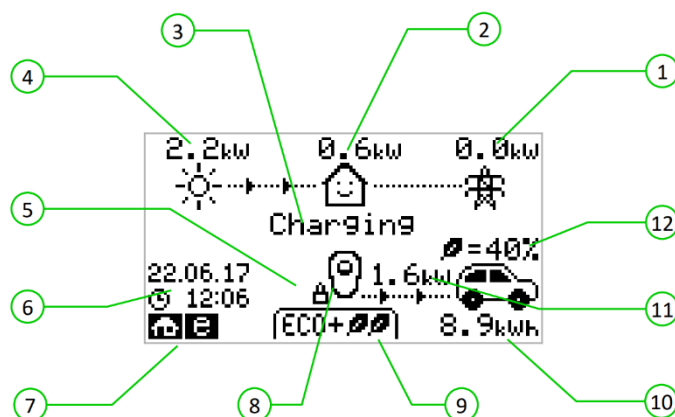 3 2 1
4
2.2kW 0.6kW 0.0kW
Charging
5
=40% 12
22.06.17 1.6kW
6 12:06 11
e ECO+ 8.9kWh
7 8 9 10